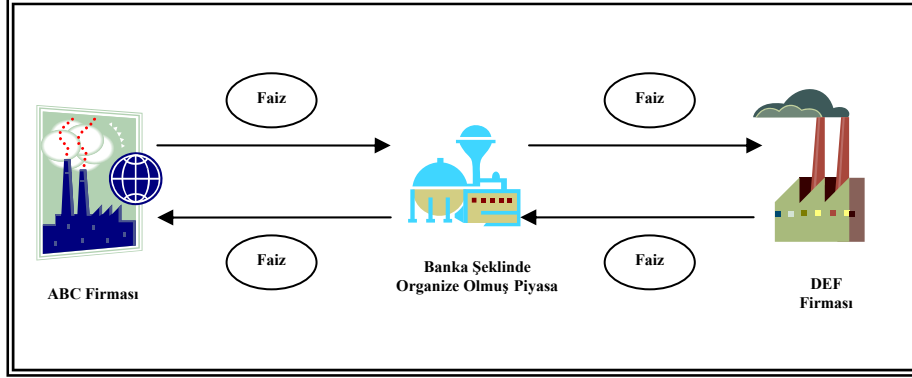 Faiz
Faiz
Faiz
Faiz
ABC Firması
Banka Şeklinde
Organize Olmuş Piyasa
DEF
Firması